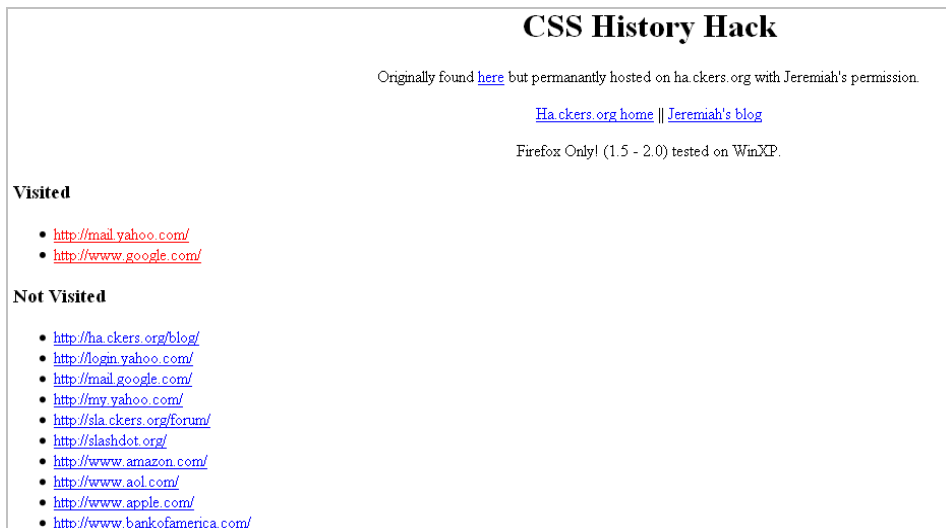 CSS History Hack
Originally found here but permanantly hosted on ha.ckers.org with Jeremiah's permission.
Ha.ckers.org home || Jeremiah's blog
Firefox Only! (1.5 - 2.0) tested on WinXP.
Visited
http://mail.yahoo.com/
http://www.google.com/
Not Visited
http://ha.ckers.org/blog/
http://login.yahoo.com/
http://mail.google.com/
http://my.yahoo.com/
http://sla.ckers.org/forum/
http://slashdot.org/
http://www.amazon.com/
http://www.aol.com/
http://www.apple.com/
http://www.bankofamerica.com/